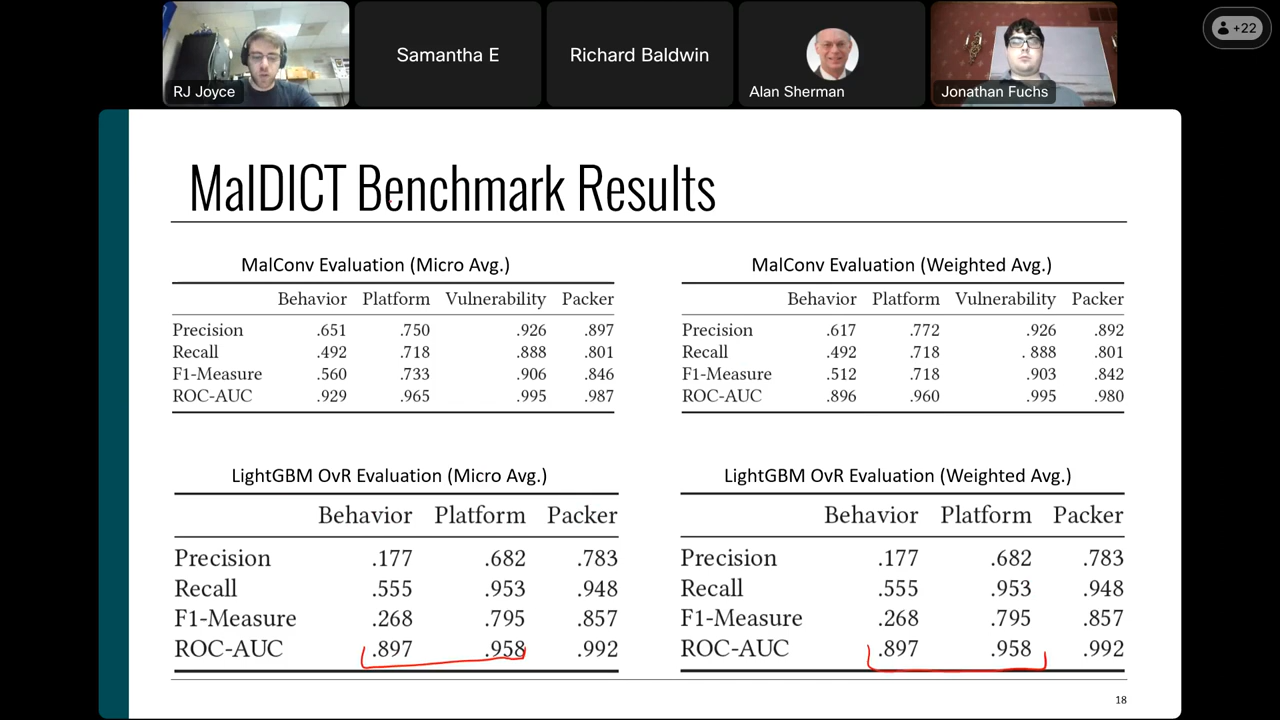 Samantha E
Richard Baldwin
+22
RJ Joyce
Alan Sherman
Jonathan Fuchs
MalDICT Benchmark Results
MalConv Evaluation (Micro Avg.)
Behavior Platform Vulnerability Packer
Precision .651 .750 .926 .897
Recall .492 .718 .888 .801
F1-Measure .560 .733 .906 .846
ROC-AUC .929 .965 .995 .987
MalConv Evaluation (Weighted Avg.)
Behavior Platform Vulnerability Packer
Precision .617 .772 .926 .892
Recall .492 .718 . 888 .801
F1-Measure .512 .718 .903 .842
ROC-AUC .896 .960 .995 .980
LightGBM OvR Evaluation (Micro Avg.)
Behavior Platform Packer
Precision .177 .682 .783
Recall .555 .953 .948
F1-Measure .268 .795 .857
ROC-AUC .897 .958 .992
LightGBM OvR Evaluation (Weighted Avg.)
Behavior Platform Packer
Precision .177 .682 .783
Recall .555 .953 .948
F1-Measure .268 .795 .857
ROC-AUC .897 .958 .992
18